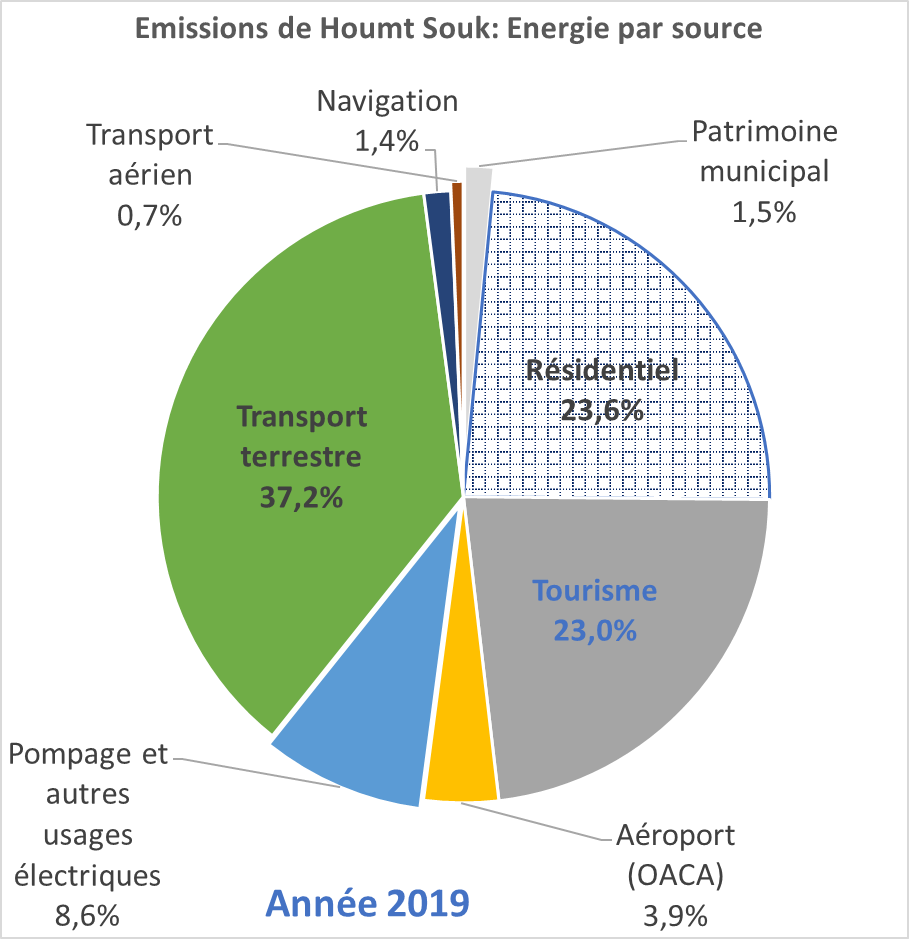 Emissions de Houmt Souk: Energie par source
Navigation
1,4%
Transport
aérien
0,7%
Patrimoine
municipal
1,5%
Résidentiel
23,6%
Transport
terrestre
37,2%
Tourisme
23,0%
Pompage et
autres
usages
électriques
8,6%
Aéroport
(OACA)
3,9%
Année 2019